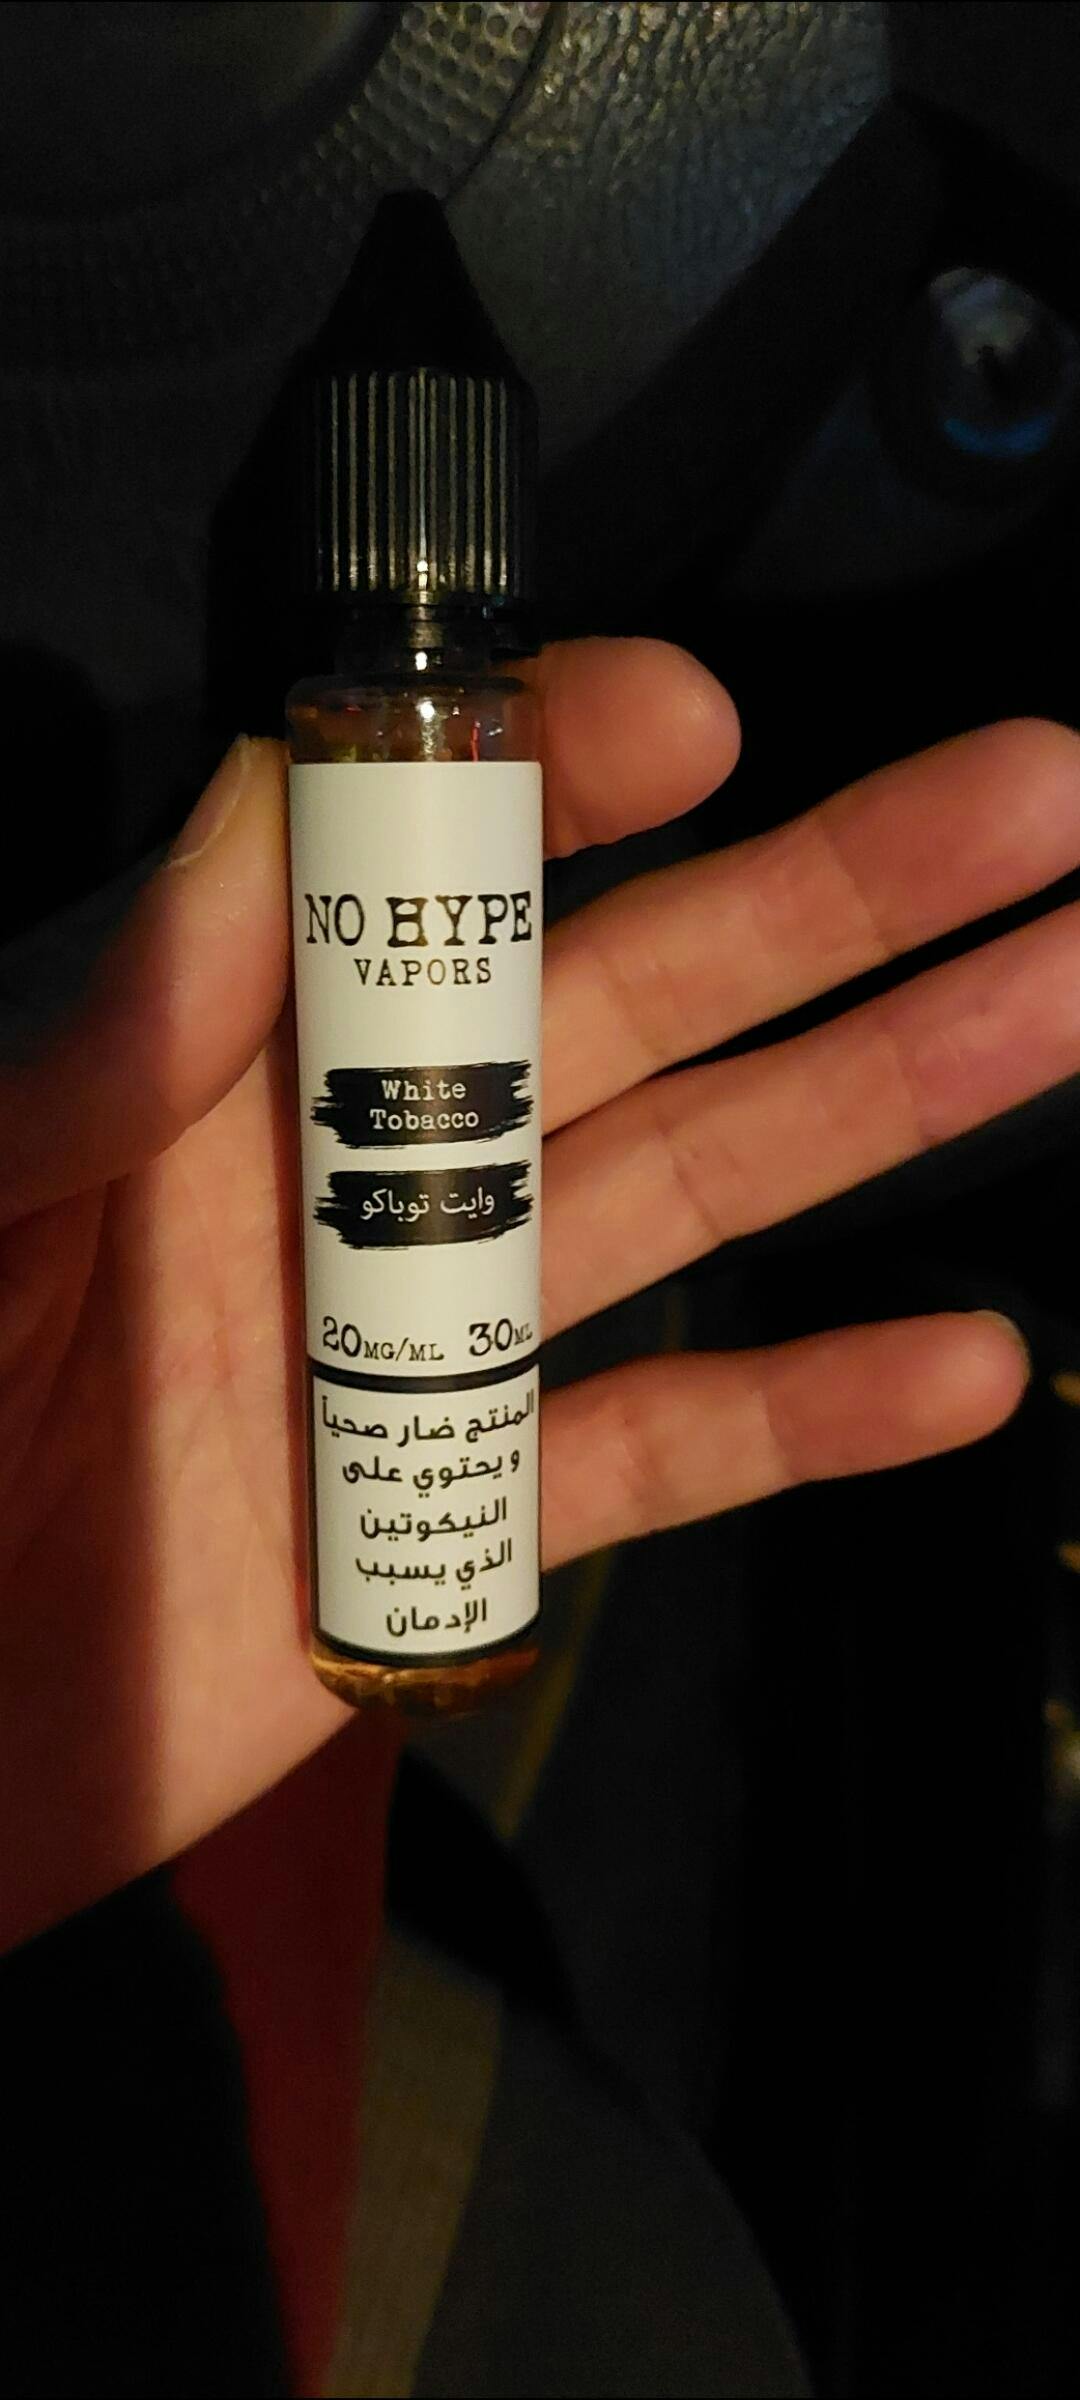 NO HYPE
VAPORS
White
Tobacco
وايت توباكو
20MG/ML 30ML
المنتج ضار صحياً
و يحتوي على
النيكوتين
الذي يسبب
الإدمان